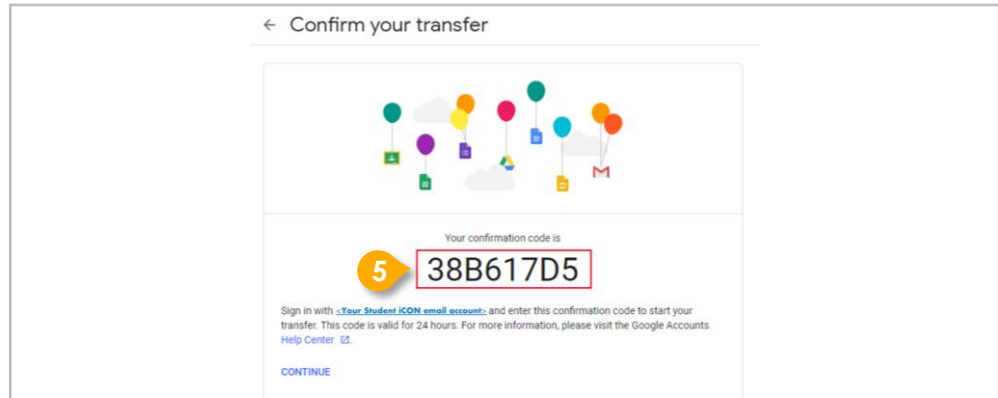 ← Confirm your transfer
Your confirmation code is
5
38B617D5
Sign in with <Your Student iCON email account> and enter this confirmation code to start your
transfer. This code is valid for 24 hours. For more information, please visit the Google Accounts
Help Center
CONTINUE